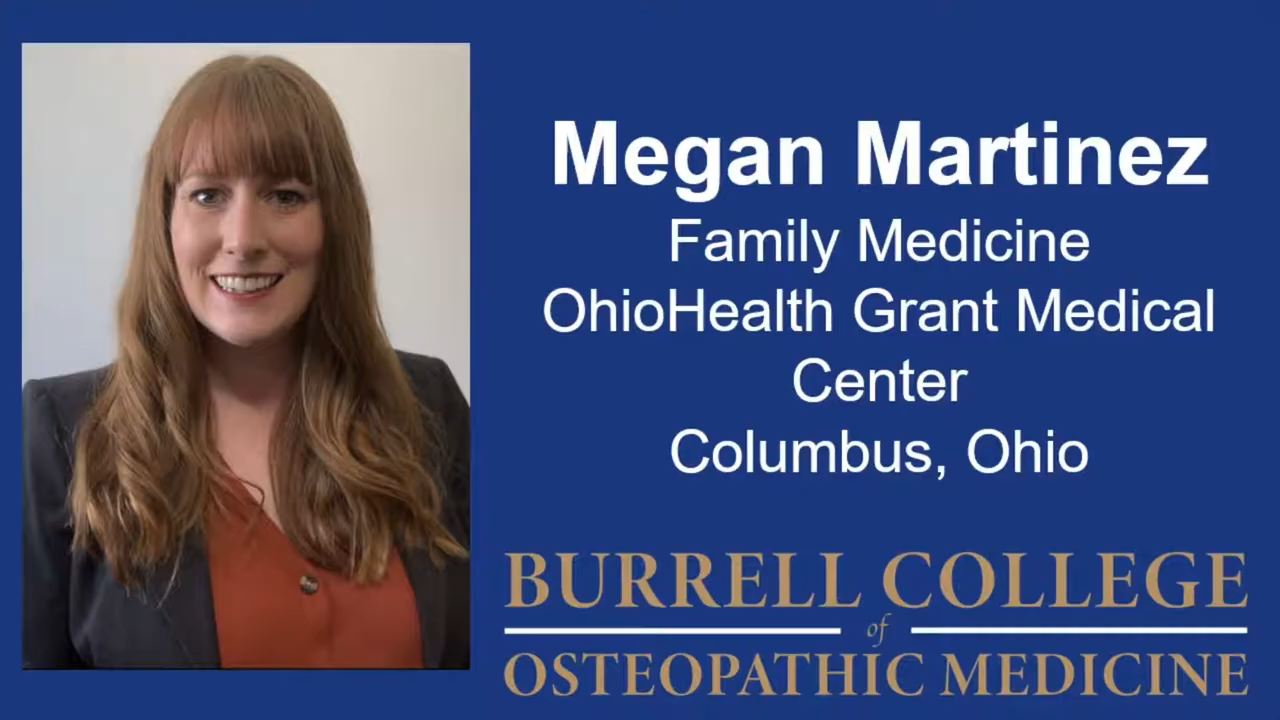 Megan Martinez
Family Medicine
OhioHealth Grant Medical
Center
Columbus, Ohio
BURRELL COLLEGE
of
OSTEOPATHIC MEDICINE